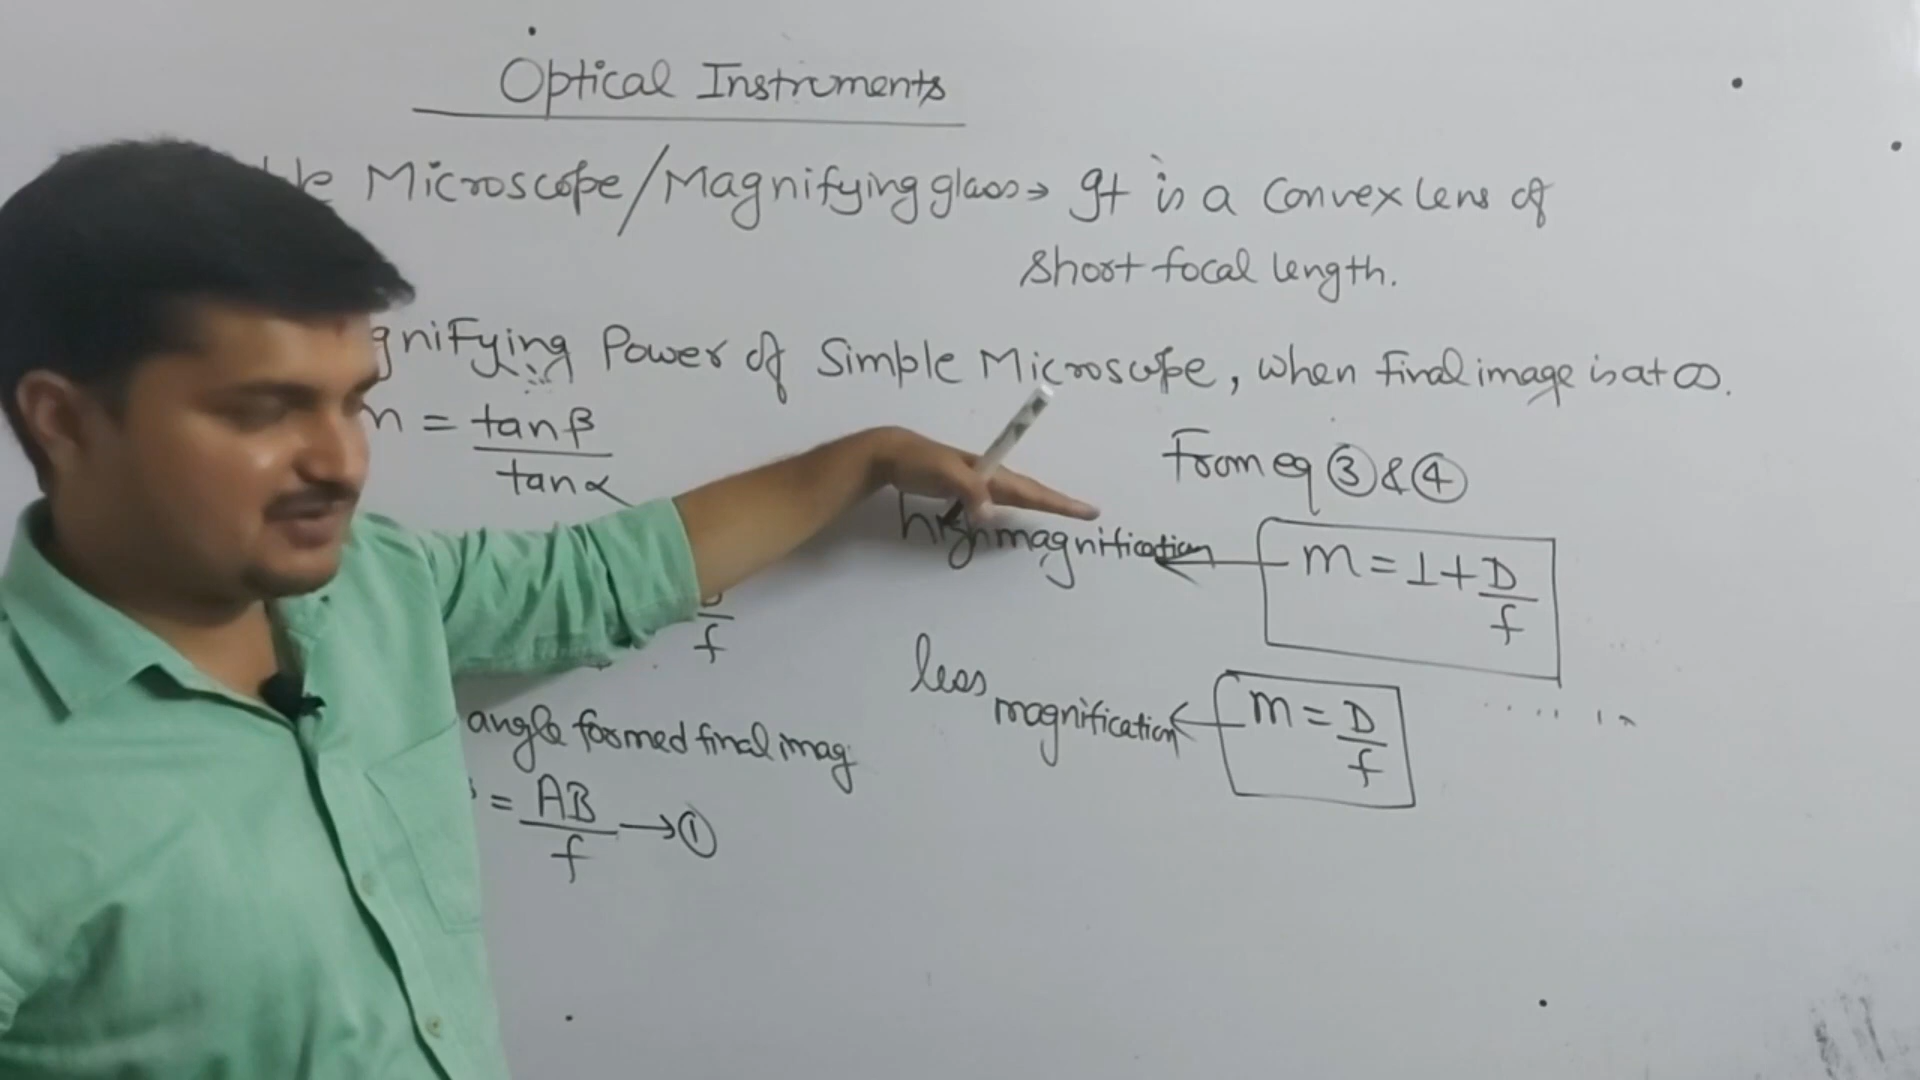 Optical Instruments
Microscope/Magnifying glass → It is a Convex Lens of
short focal length.
gnifying Power of Simple Microscope, when final image is at ∞.
m = tanβ
tanα
From eq ③ & ④
high magnification ← m = 1 + D
f
f
less
magnification ← m = D
f
angle formed final imag
= AB → ①
f